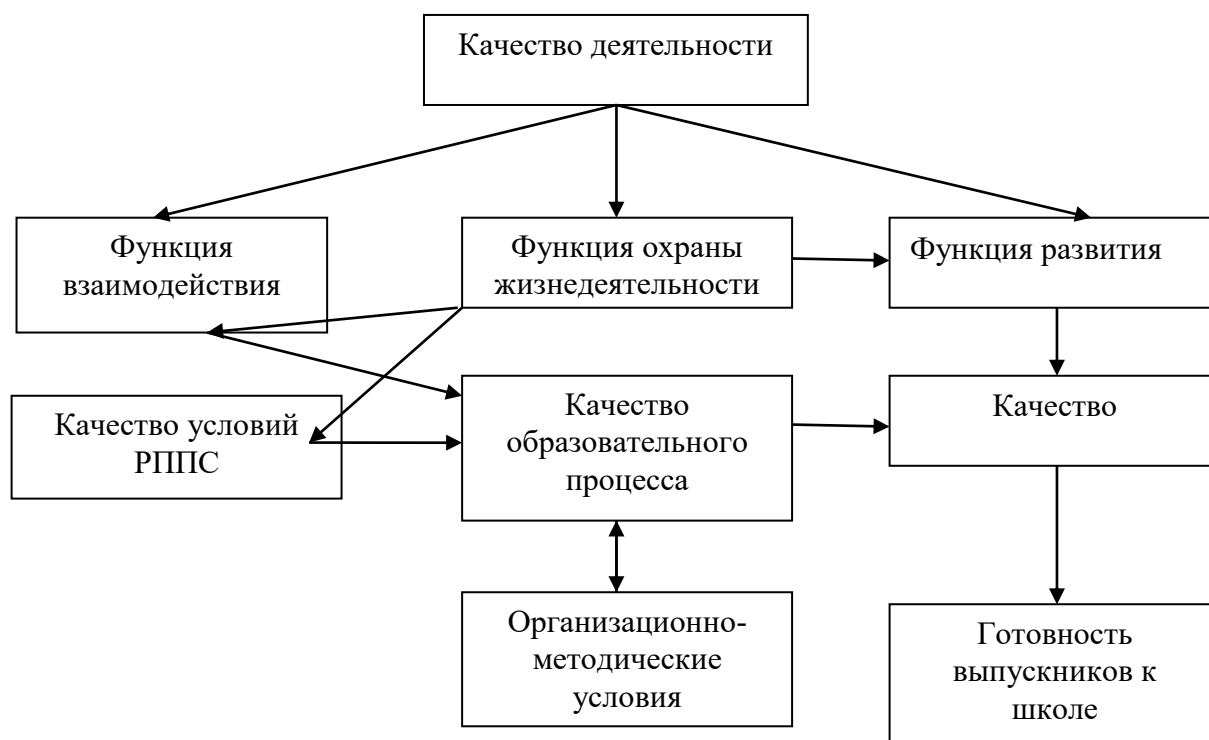 Качество деятельности
Функция
взаимодействия
Функция охраны
жизнедеятельности
Функция развития
Качество условий
РППС
Качество
образовательного
процесса
Качество
Организационно-
методические
условия
Готовность
выпускников к
школе